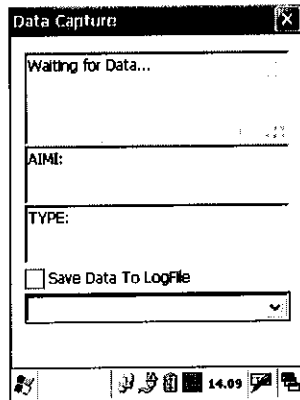 Data Capture
Waiting for Data...
AIMI:
TYPE:
Save Data To LogFile
14.09